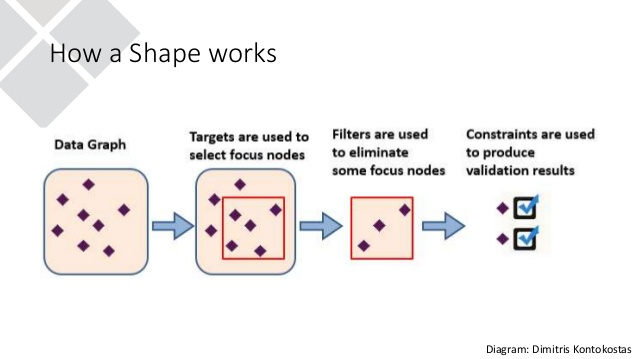 How a Shape works
Data Graph
Targets are used to
select focus nodes
Filters are used
to eliminate
some focus nodes
Constraints are used
to produce
validation results
Diagram: Dimitris Kontokostas